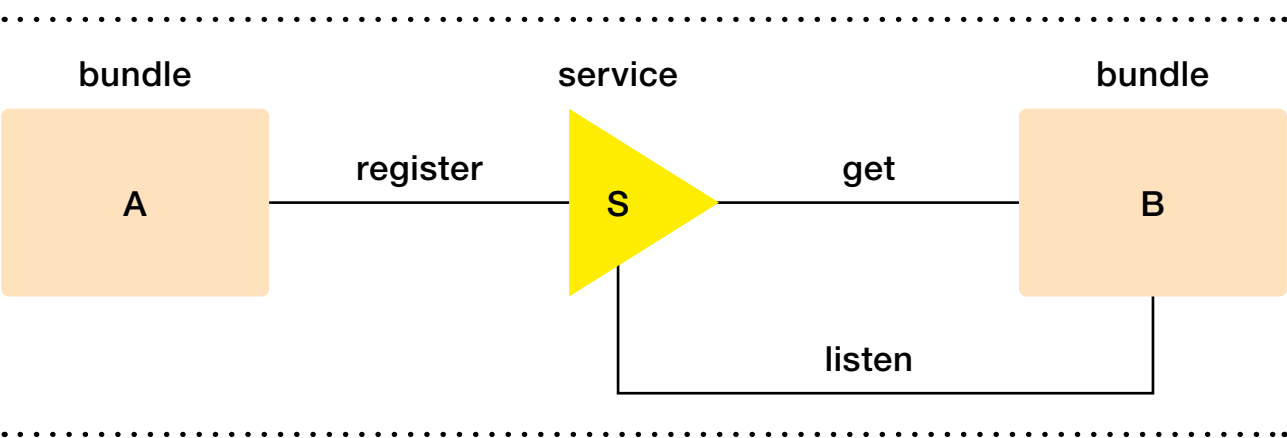 bundle
service
bundle
register
get
A
S
B
listen